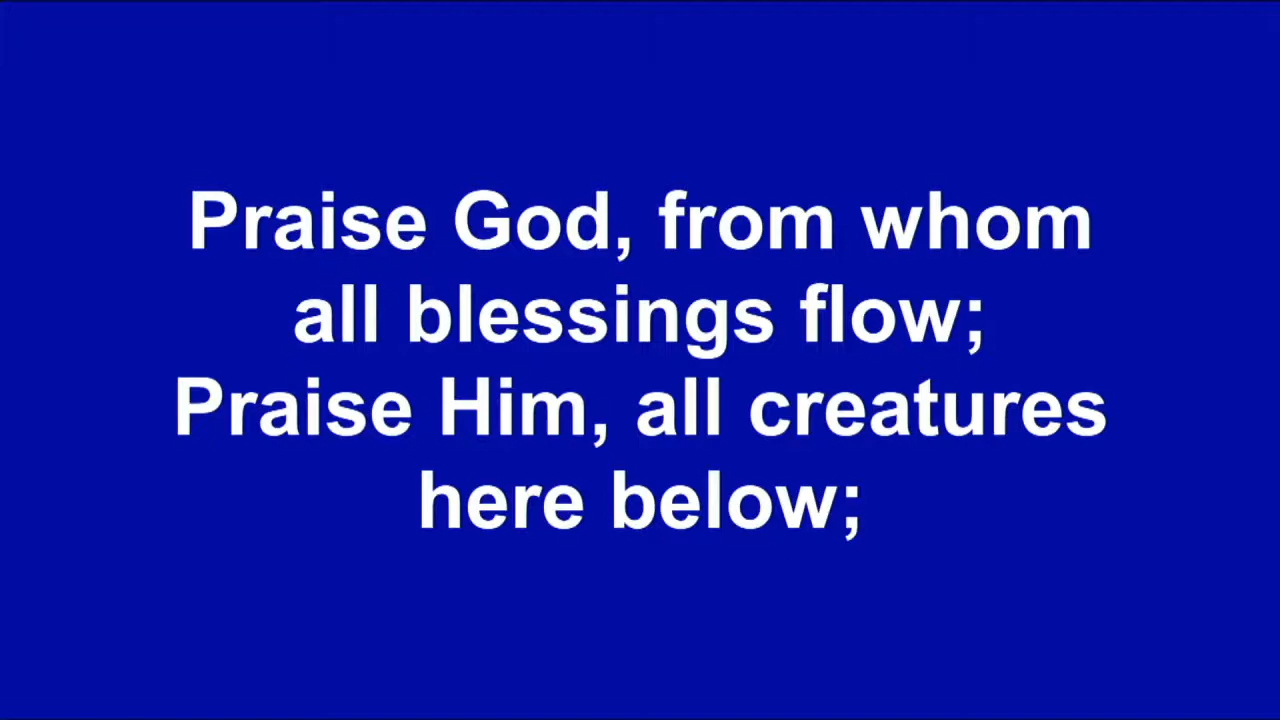 Praise God, from whom
all blessings flow;
Praise Him, all creatures
here below;